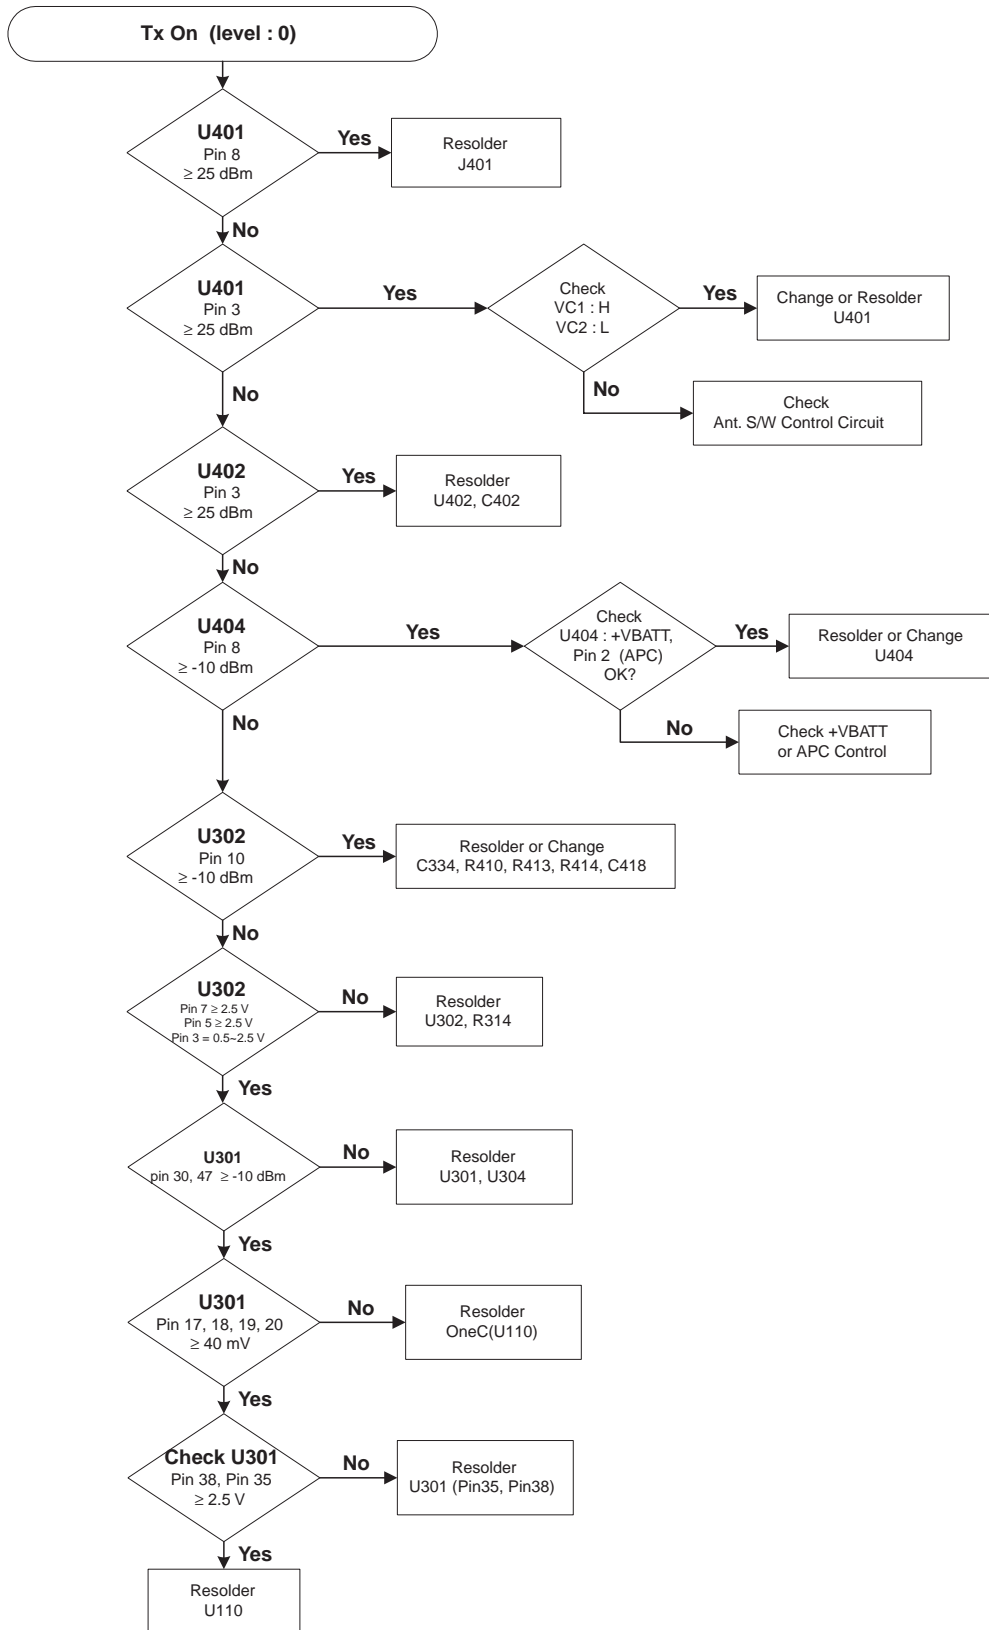 Tx On (level : 0)
U401
Pin 8
≥ 25 dBm
Yes
Resolder
J401
No
U401
Pin 3
≥ 25 dBm
Yes
Check
VC1 : H
VC2 : L
Yes
Change or Resolder
U401
No
Check
Ant. S/W Control Circuit
No
U402
Pin 3
≥ 25 dBm
Yes
Resolder
U402, C402
No
U404
Pin 8
≥ -10 dBm
Yes
Check
U404 : +VBATT,
Pin 2 (APC)
OK?
Yes
Resolder or Change
U404
No
Check +VBATT
or APC Control
No
U302
Pin 10
≥ -10 dBm
Yes
Resolder or Change
C334, R410, R413, R414, C418
No
U302
Pin 7 ≥ 2.5 V
Pin 5 ≥ 2.5 V
Pin 3 = 0.5~2.5 V
No
Resolder
U302, R314
Yes
U301
pin 30, 47 ≥ -10 dBm
No
Resolder
U301, U304
Yes
U301
Pin 17, 18, 19, 20
≥ 40 mV
No
Resolder
OneC(U110)
Yes
Check U301
Pin 38, Pin 35
≥ 2.5 V
No
Resolder
U301 (Pin35, Pin38)
Yes
Resolder
U110